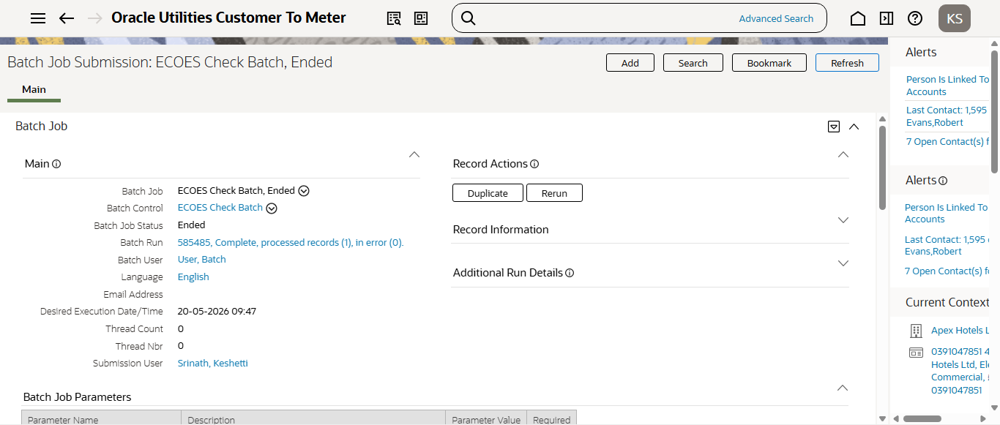 Oracle Utilities Customer To Meter
Advanced Search
KS
Batch Job Submission: ECOES Check Batch, Ended
Add
Search
Bookmark
Refresh
Main
Batch Job
Main
Batch Job ECOES Check Batch, Ended
Batch Control ECOES Check Batch
Batch Job Status Ended
Batch Run 585485, Complete, processed records (1), in error (0).
Batch User User, Batch
Language English
Email Address
Desired Execution Date/Time 20-05-2026 09:47
Thread Count 0
Thread Nbr 0
Submission User Srinath, Keshetti
Record Actions
Duplicate
Rerun
Record Information
Additional Run Details
Batch Job Parameters
Parameter Name Description Parameter Value Required
Alerts
Person Is Linked To
Accounts
Last Contact: 1,595
Evans,Robert
7 Open Contact(s) f
Alerts
Person Is Linked To
Accounts
Last Contact: 1,595
Evans,Robert
7 Open Contact(s) f
Current Context
Apex Hotels L
0391047851 4
Hotels Ltd, Ele
Commercial,
0391047851